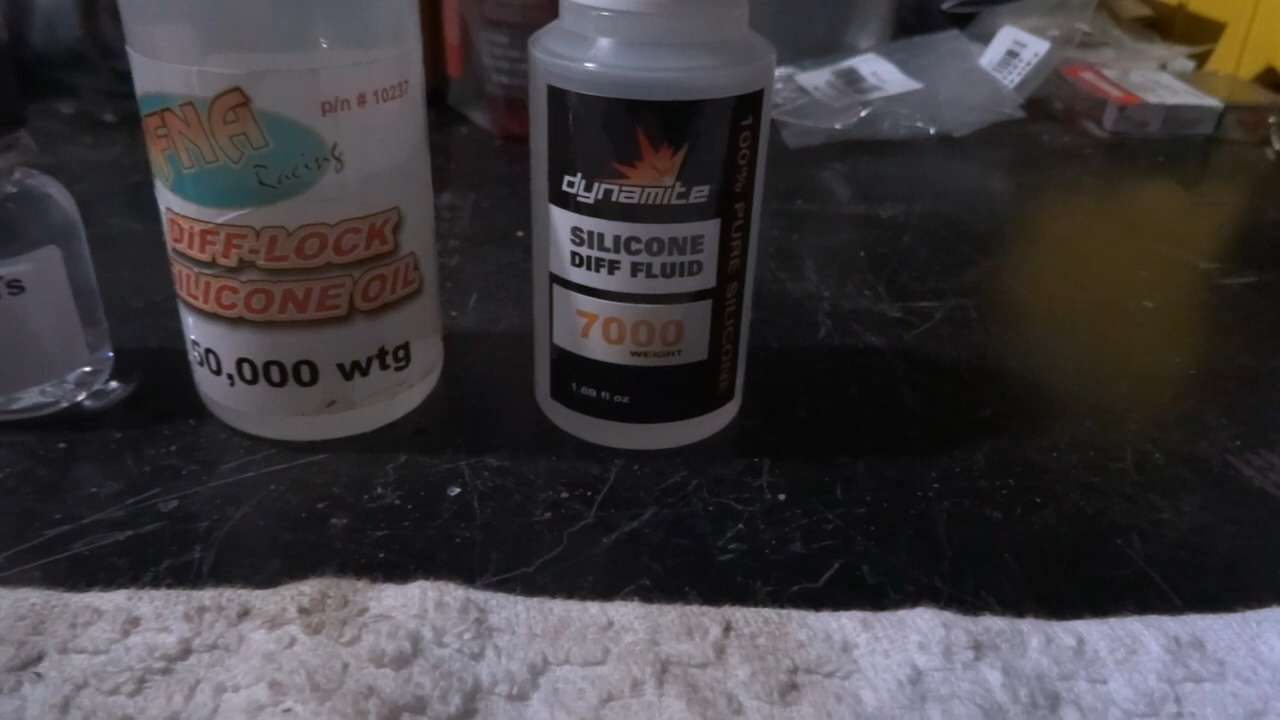 p/n # 10237
Racing
DIFF-LOCK
SILICONE OIL
50,000 wtg
dynamite
SILICONE
DIFF FLUID
7000
WEIGHT
1.69 fl oz
100% PURE SILICONE